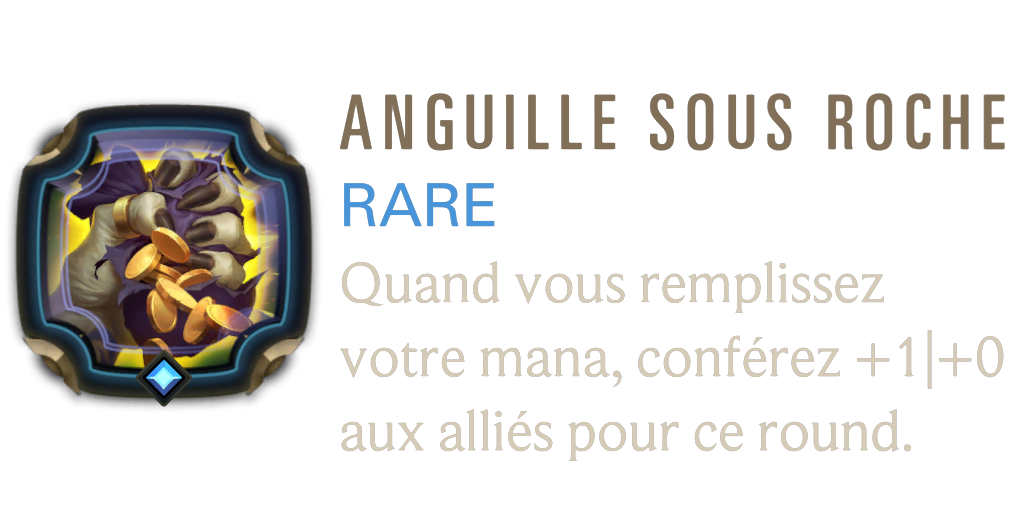 ANGUILLE SOUS ROCHE
RARE
Quand vous remplissez
votre mana, conférez +1|+0
aux alliés pour ce round.